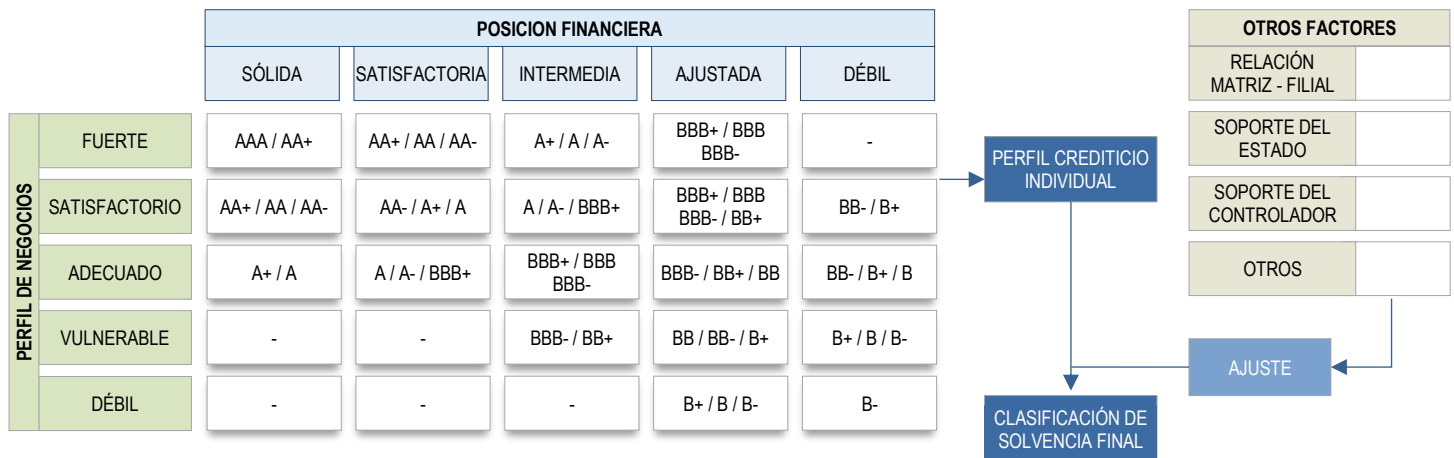 POSICION FINANCIERA
SÓLIDA
SATISFACTORIA
INTERMEDIA
AJUSTADA
DÉBIL
PERFIL DE NEGOCIOS
FUERTE
AAA / AA+
AA+ / AA / AA-
A+ / A / A-
BBB+ / BBB
BBB-
-
SATISFACTORIO
AA+ / AA / AA-
AA- / A+ / A
A / A- / BBB+
BBB+ / BBB
BBB- / BB+
BB- / B+
ADECUADO
A+ / A
A / A- / BBB+
BBB+ / BBB
BBB-
BBB- / BB+ / BB
BB- / B+ / B
VULNERABLE
-
-
BBB- / BB+
BB / BB- / B+
B+ / B / B-
DÉBIL
-
-
-
B+ / B / B-
B-
PERFIL CREDITICIO
INDIVIDUAL
CLASIFICACIÓN DE
SOLVENCIA FINAL
OTROS FACTORES
RELACIÓN
MATRIZ - FILIAL
SOPORTE DEL
ESTADO
SOPORTE DEL
CONTROLADOR
OTROS
AJUSTE